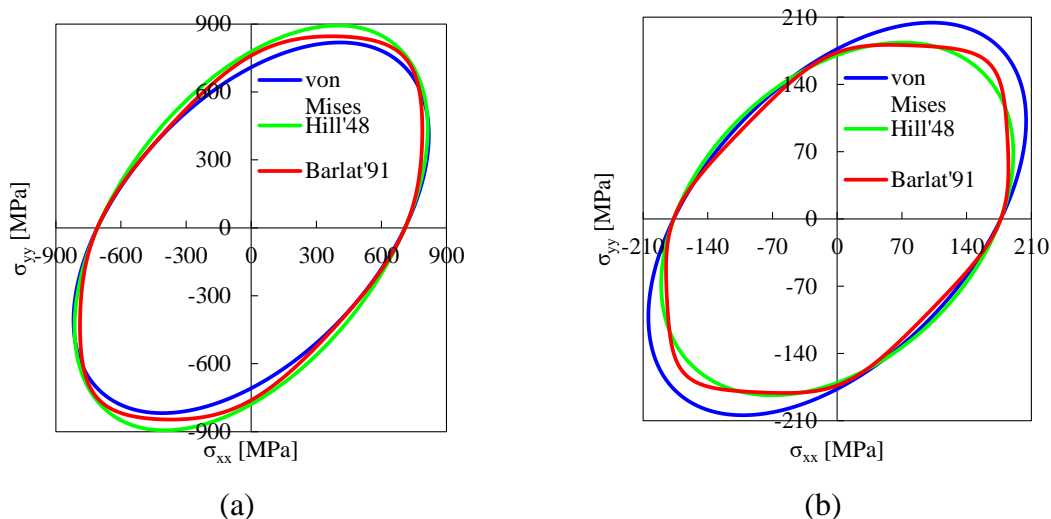 900
600
300
0
-300
-600
-900
-900
-600
-300
0
300
600
900
σyy [MPa]
σxx [MPa]
von
Mises
Hill'48
Barlat'91
(a)
210
140
70
0
-70
-140
-210
-210
-140
-70
0
70
140
210
σyy [MPa]
σxx [MPa]
von
Mises
Hill'48
Barlat'91
(b)